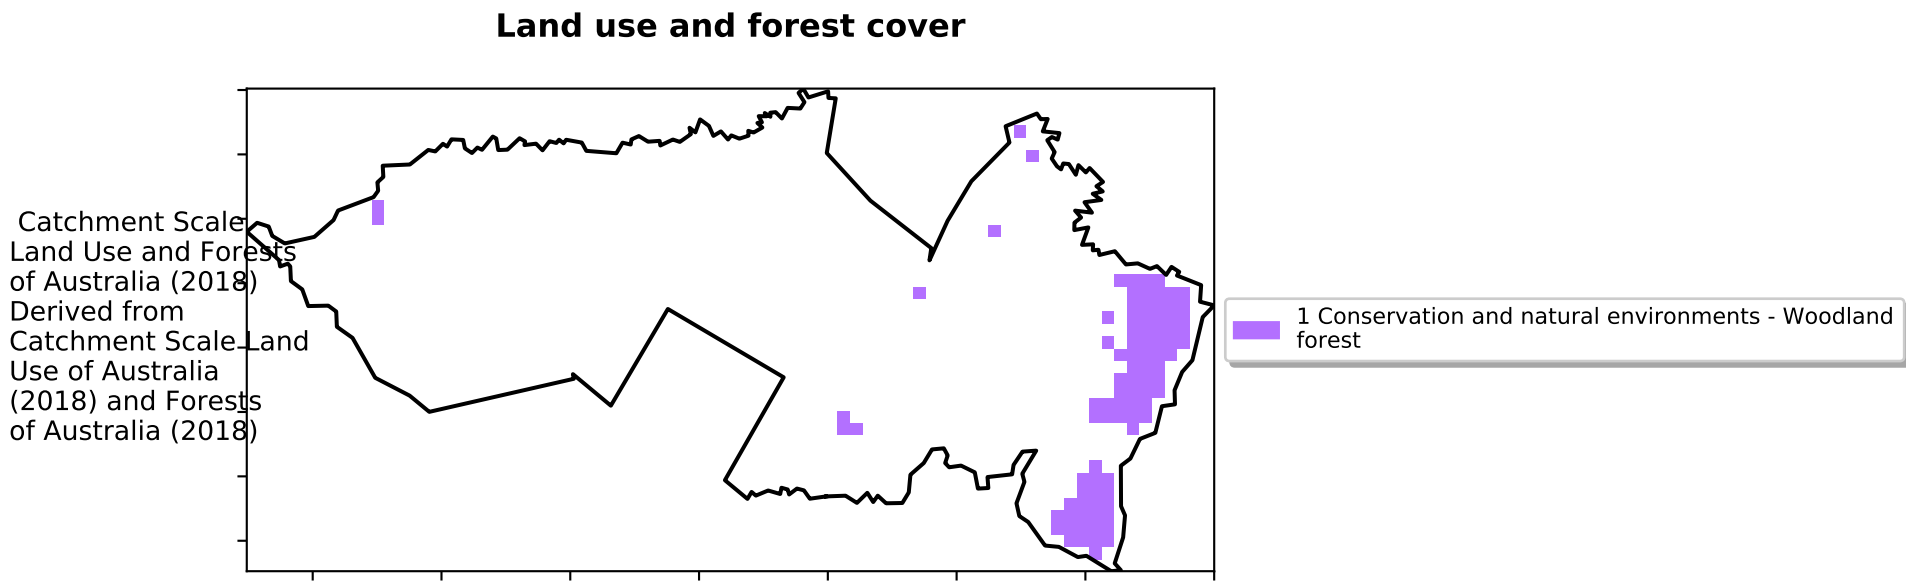 Land use and forest cover
Catchment Scale
Land Use and Forests
of Australia (2018)
Derived from
Catchment Scale Land
Use of Australia
(2018) and Forests
of Australia (2018)
1 Conservation and natural environments - Woodland
forest